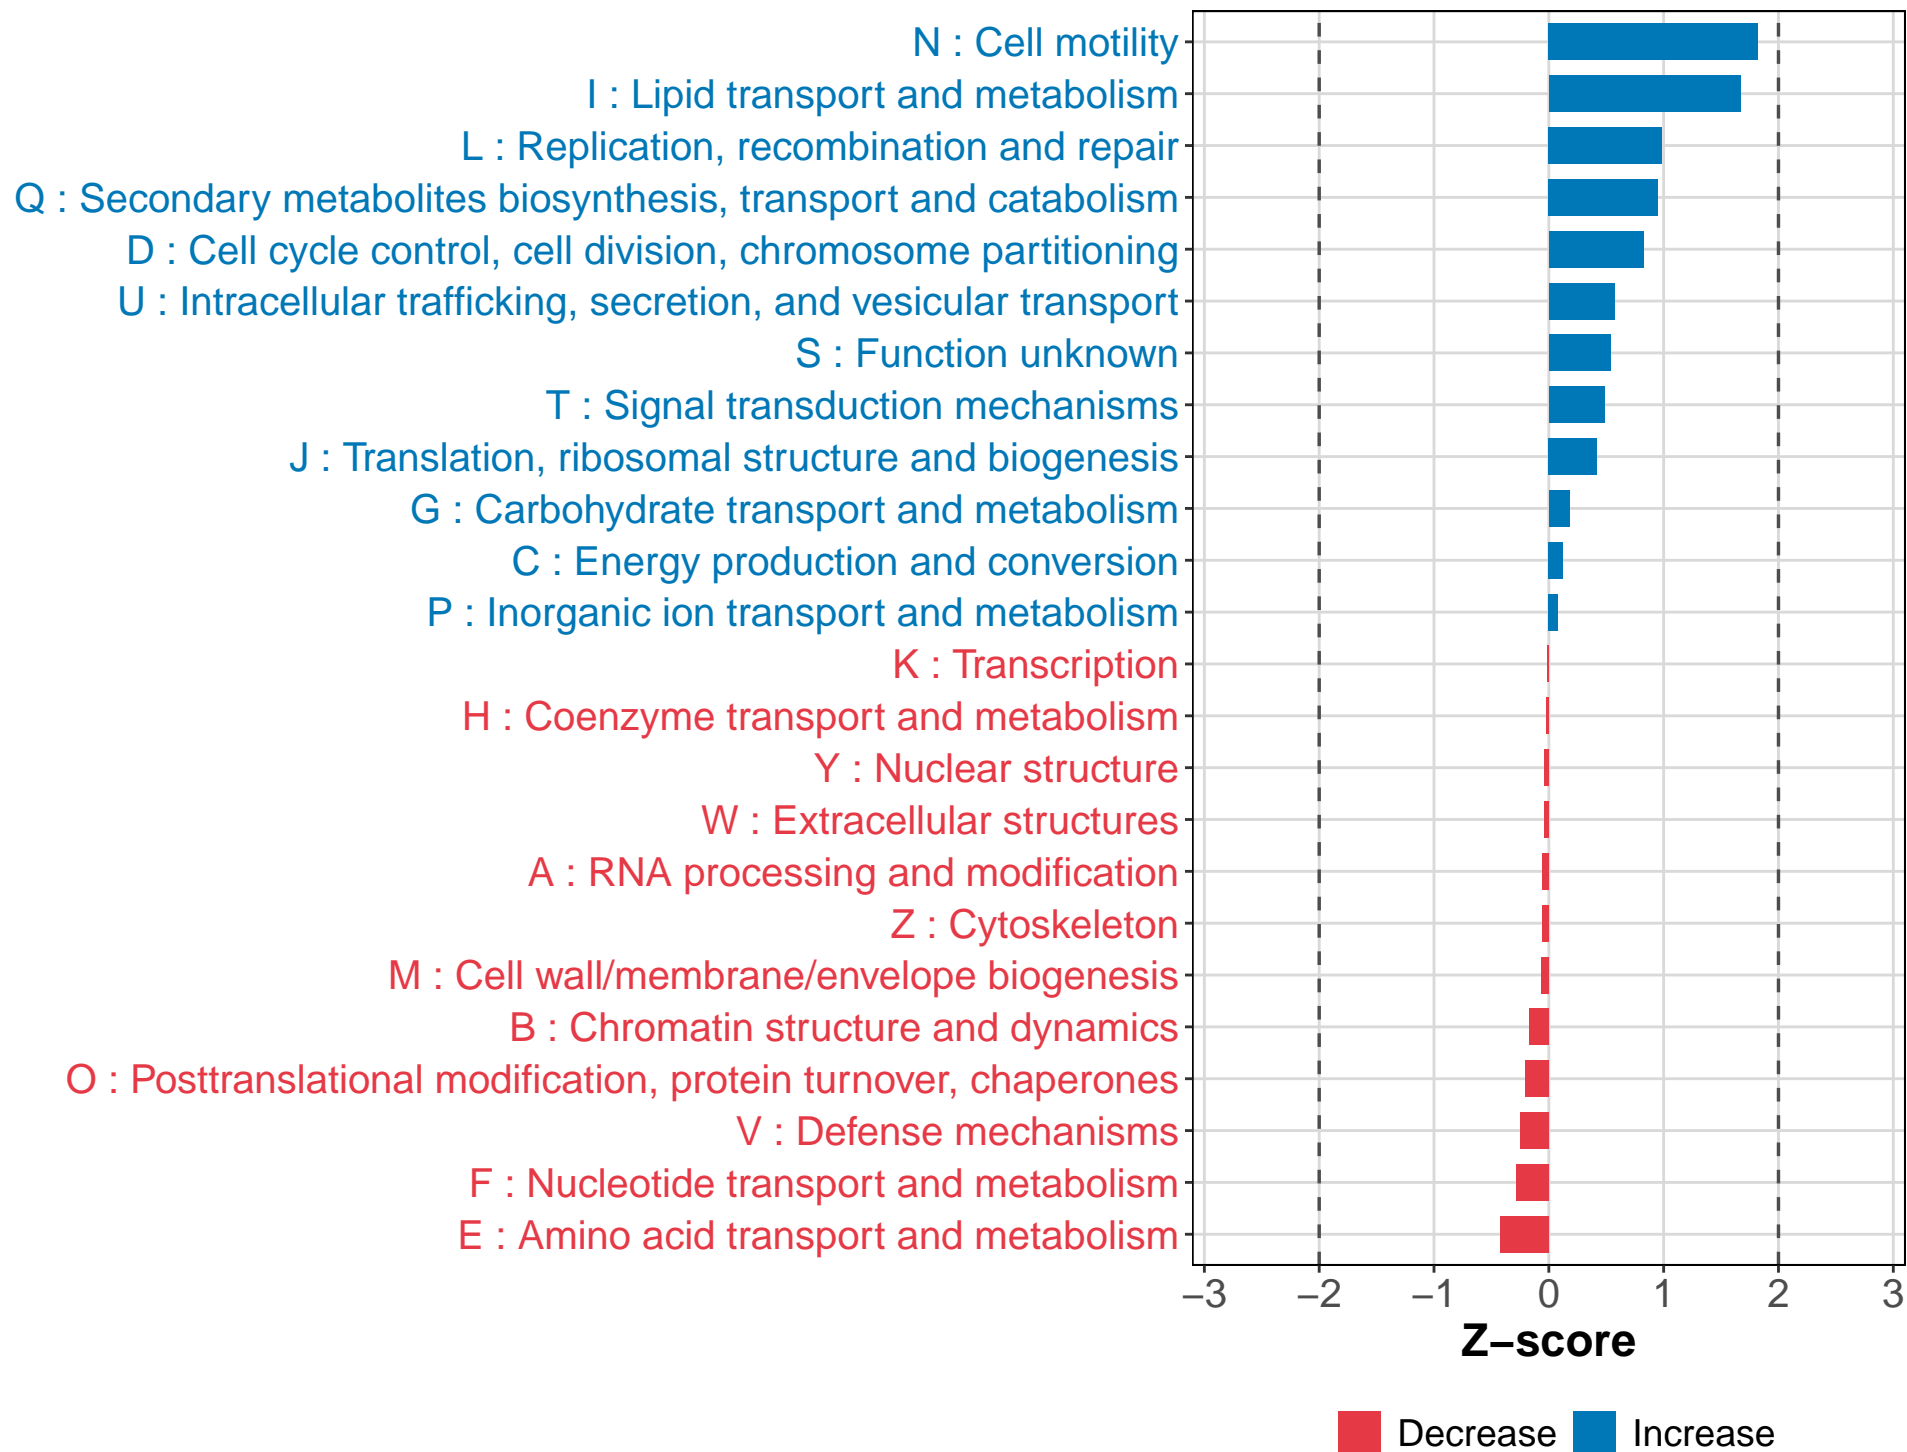 N : Cell motility
I : Lipid transport and metabolism
L : Replication, recombination and repair
Q : Secondary metabolites biosynthesis, transport and catabolism
D : Cell cycle control, cell division, chromosome partitioning
U : Intracellular trafficking, secretion, and vesicular transport
S : Function unknown
T : Signal transduction mechanisms
J : Translation, ribosomal structure and biogenesis
G : Carbohydrate transport and metabolism
C : Energy production and conversion
P : Inorganic ion transport and metabolism
K : Transcription
H : Coenzyme transport and metabolism
Y : Nuclear structure
W : Extracellular structures
A : RNA processing and modification
Z : Cytoskeleton
M : Cell wall/membrane/envelope biogenesis
B : Chromatin structure and dynamics
O : Posttranslational modification, protein turnover, chaperones
V : Defense mechanisms
F : Nucleotide transport and metabolism
E : Amino acid transport and metabolism
−3 −2 −1 0 1 2 3
Z−score
Decrease Increase